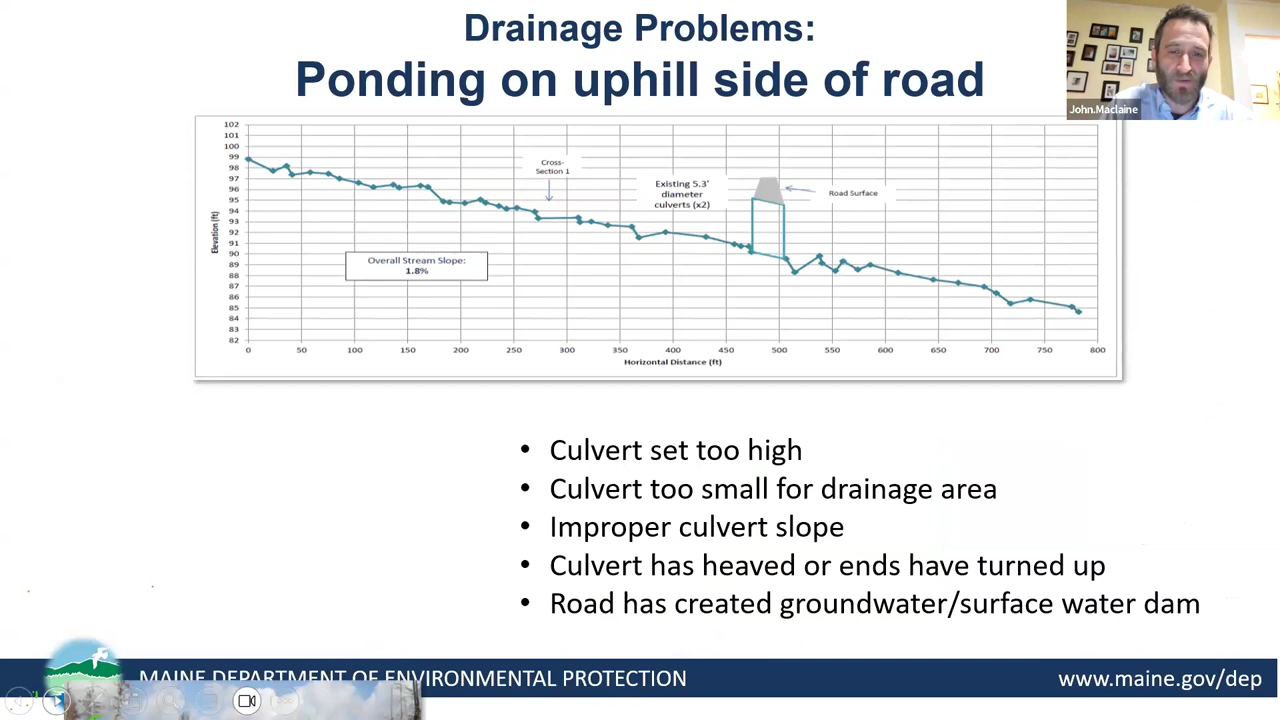 Drainage Problems:
Ponding on uphill side of road
John.Maclaine
102
101
100
99
98
97
96
95
94
93
92
91
90
89
88
87
86
85
84
83
82
Elevation (ft)
Cross-
Section 1
Existing 5.3'
diameter
culverts (x2)
Road Surface
Overall Stream Slope:
1.8%
0 50 100 150 200 250 300 350 400 450 500 550 600 650 700 750 800
Horizontal Distance (ft)
• Culvert set too high
• Culvert too small for drainage area
• Improper culvert slope
• Culvert has heaved or ends have turned up
• Road has created groundwater/surface water dam
MAINE DEPARTMENT OF ENVIRONMENTAL PROTECTION
www.maine.gov/dep